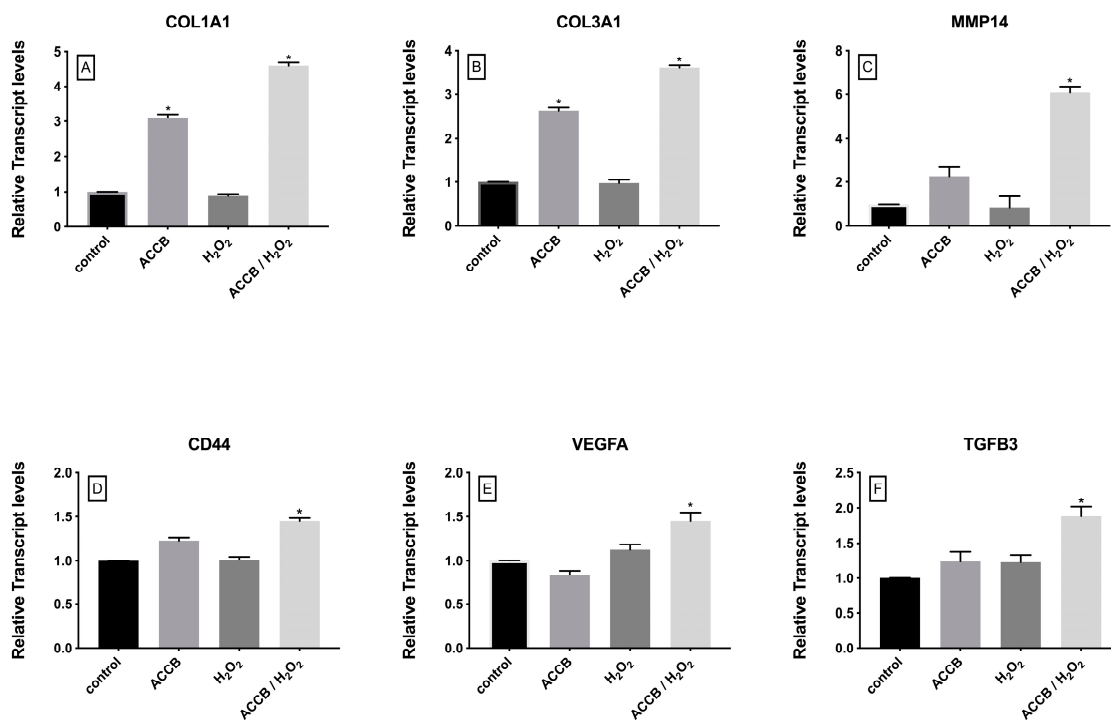 COL1A1
Relative Transcript levels
A
5
4
3
2
1
0
*
*
control
ACCB
H₂O₂
ACCB / H₂O₂
COL3A1
Relative Transcript levels
B
4
3
2
1
0
*
*
control
ACCB
H₂O₂
ACCB / H₂O₂
MMP14
Relative Transcript levels
C
8
6
4
2
0
*
control
ACCB
H₂O₂
ACCB / H₂O₂
CD44
Relative Transcript levels
D
2.0
1.5
1.0
0.5
0.0
*
control
ACCB
H₂O₂
ACCB / H₂O₂
VEGFA
Relative Transcript levels
E
2.0
1.5
1.0
0.5
0.0
*
control
ACCB
H₂O₂
ACCB / H₂O₂
TGFB3
Relative Transcript levels
F
2.5
2.0
1.5
1.0
0.5
0.0
*
control
ACCB
H₂O₂
ACCB / H₂O₂